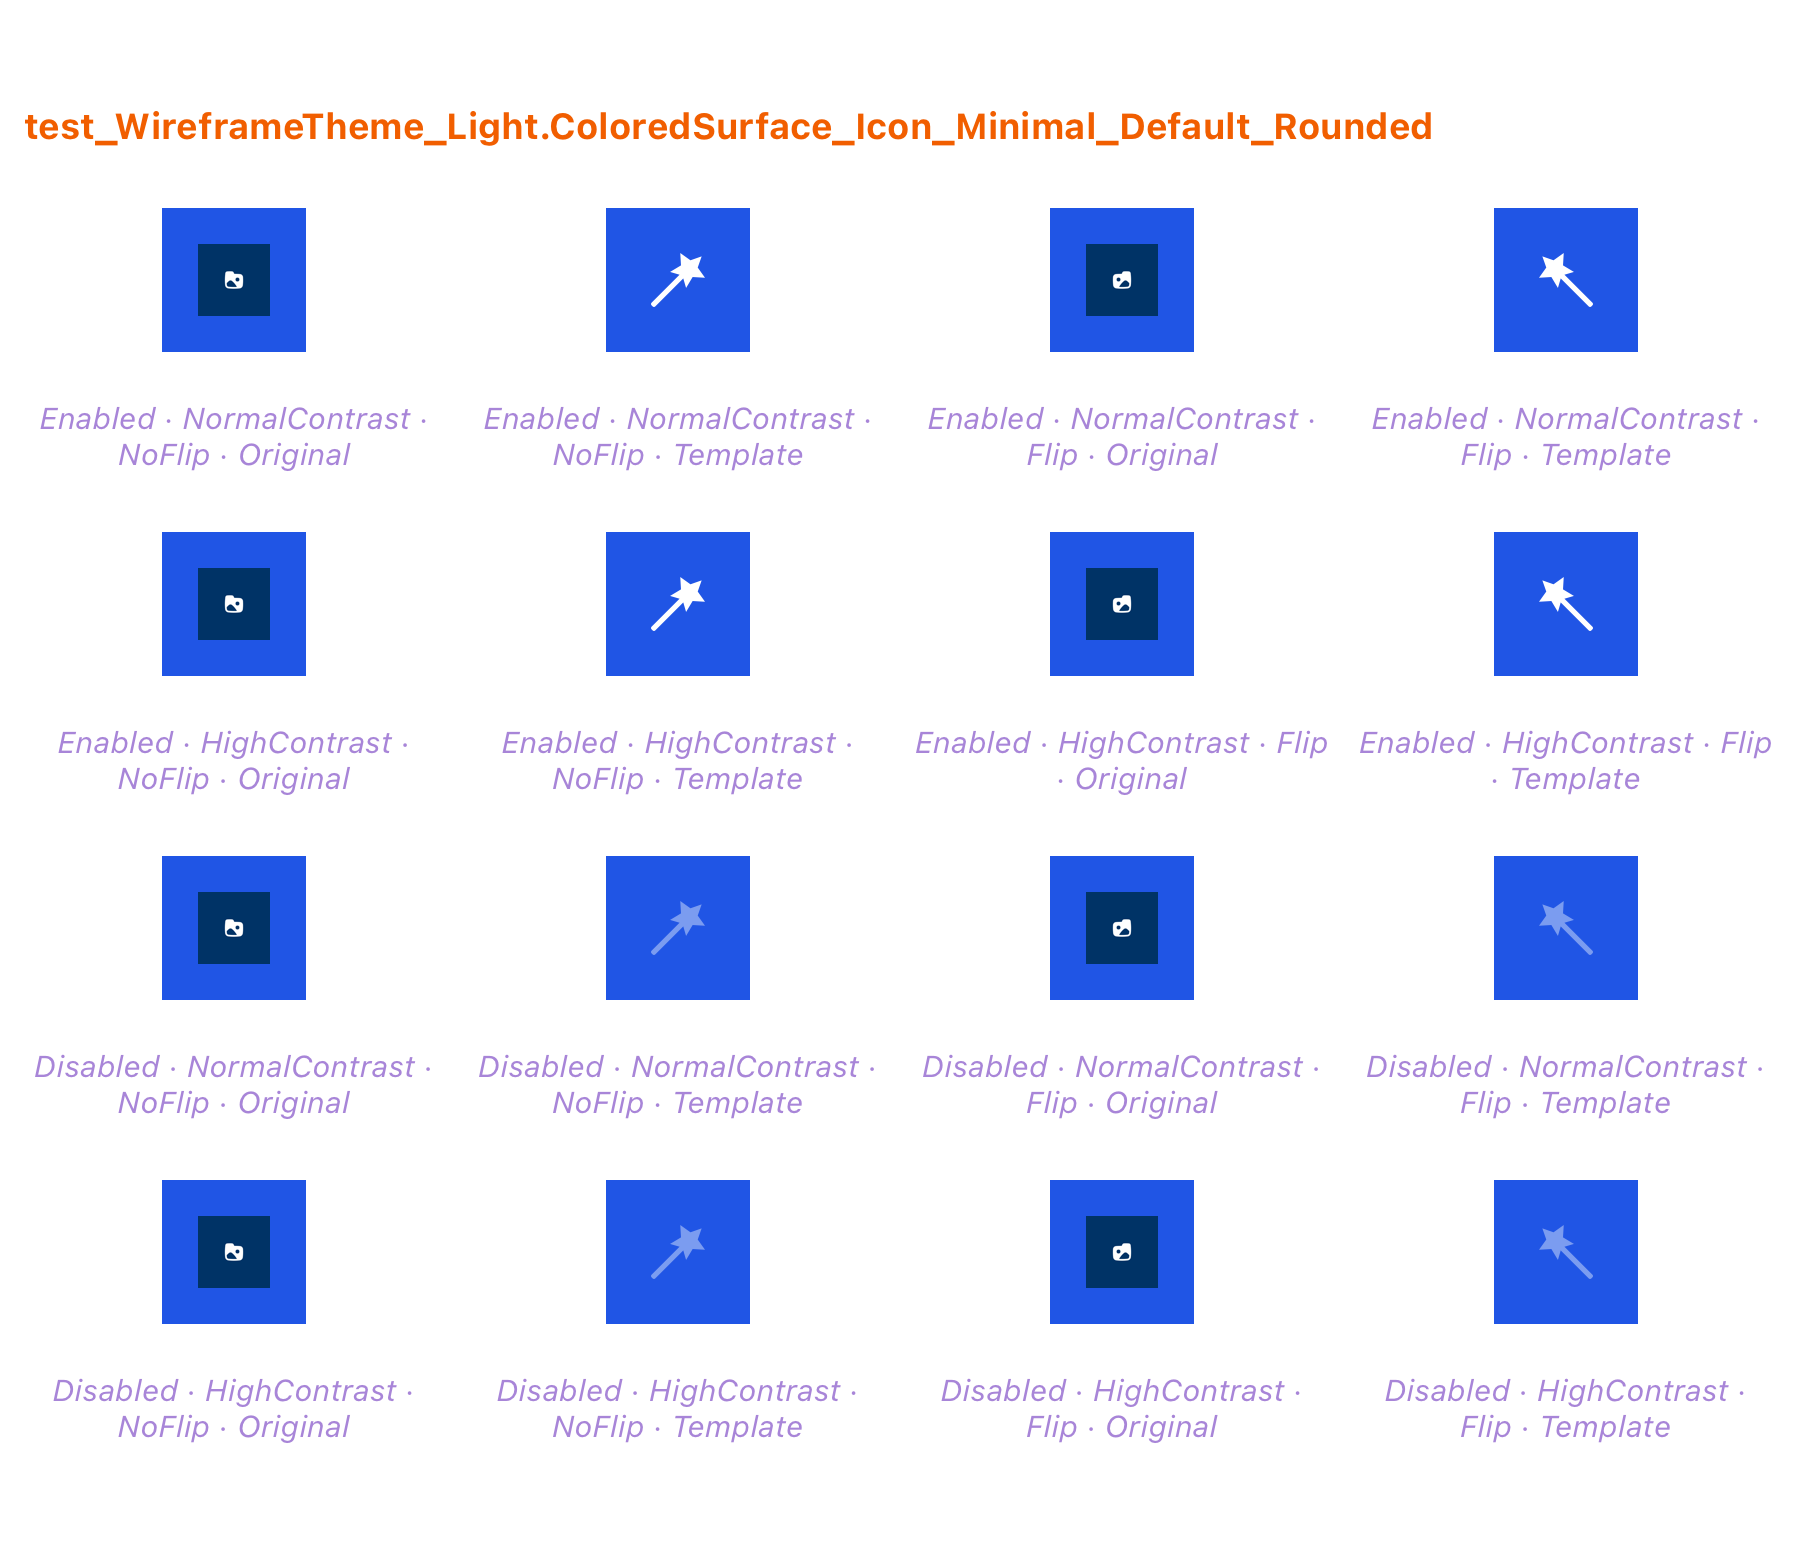 test_WireframeTheme_Light.ColoredSurface_Icon_Minimal_Default_Rounded
Enabled · NormalContrast ·
NoFlip · Original
Enabled · NormalContrast ·
NoFlip · Template
Enabled · NormalContrast ·
Flip · Original
Enabled · NormalContrast ·
Flip · Template
Enabled · HighContrast ·
NoFlip · Original
Enabled · HighContrast ·
NoFlip · Template
Enabled · HighContrast · Flip
· Original
Enabled · HighContrast · Flip
· Template
Disabled · NormalContrast ·
NoFlip · Original
Disabled · NormalContrast ·
NoFlip · Template
Disabled · NormalContrast ·
Flip · Original
Disabled · NormalContrast ·
Flip · Template
Disabled · HighContrast ·
NoFlip · Original
Disabled · HighContrast ·
NoFlip · Template
Disabled · HighContrast ·
Flip · Original
Disabled · HighContrast ·
Flip · Template